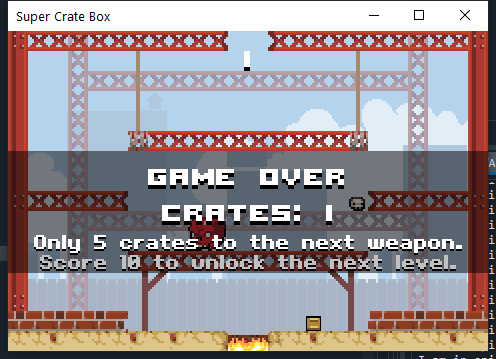 Super Crate Box
1
GAME OVER
CRATES: 1
Only 5 crates to the next weapon.
Score 10 to unlock the next level.